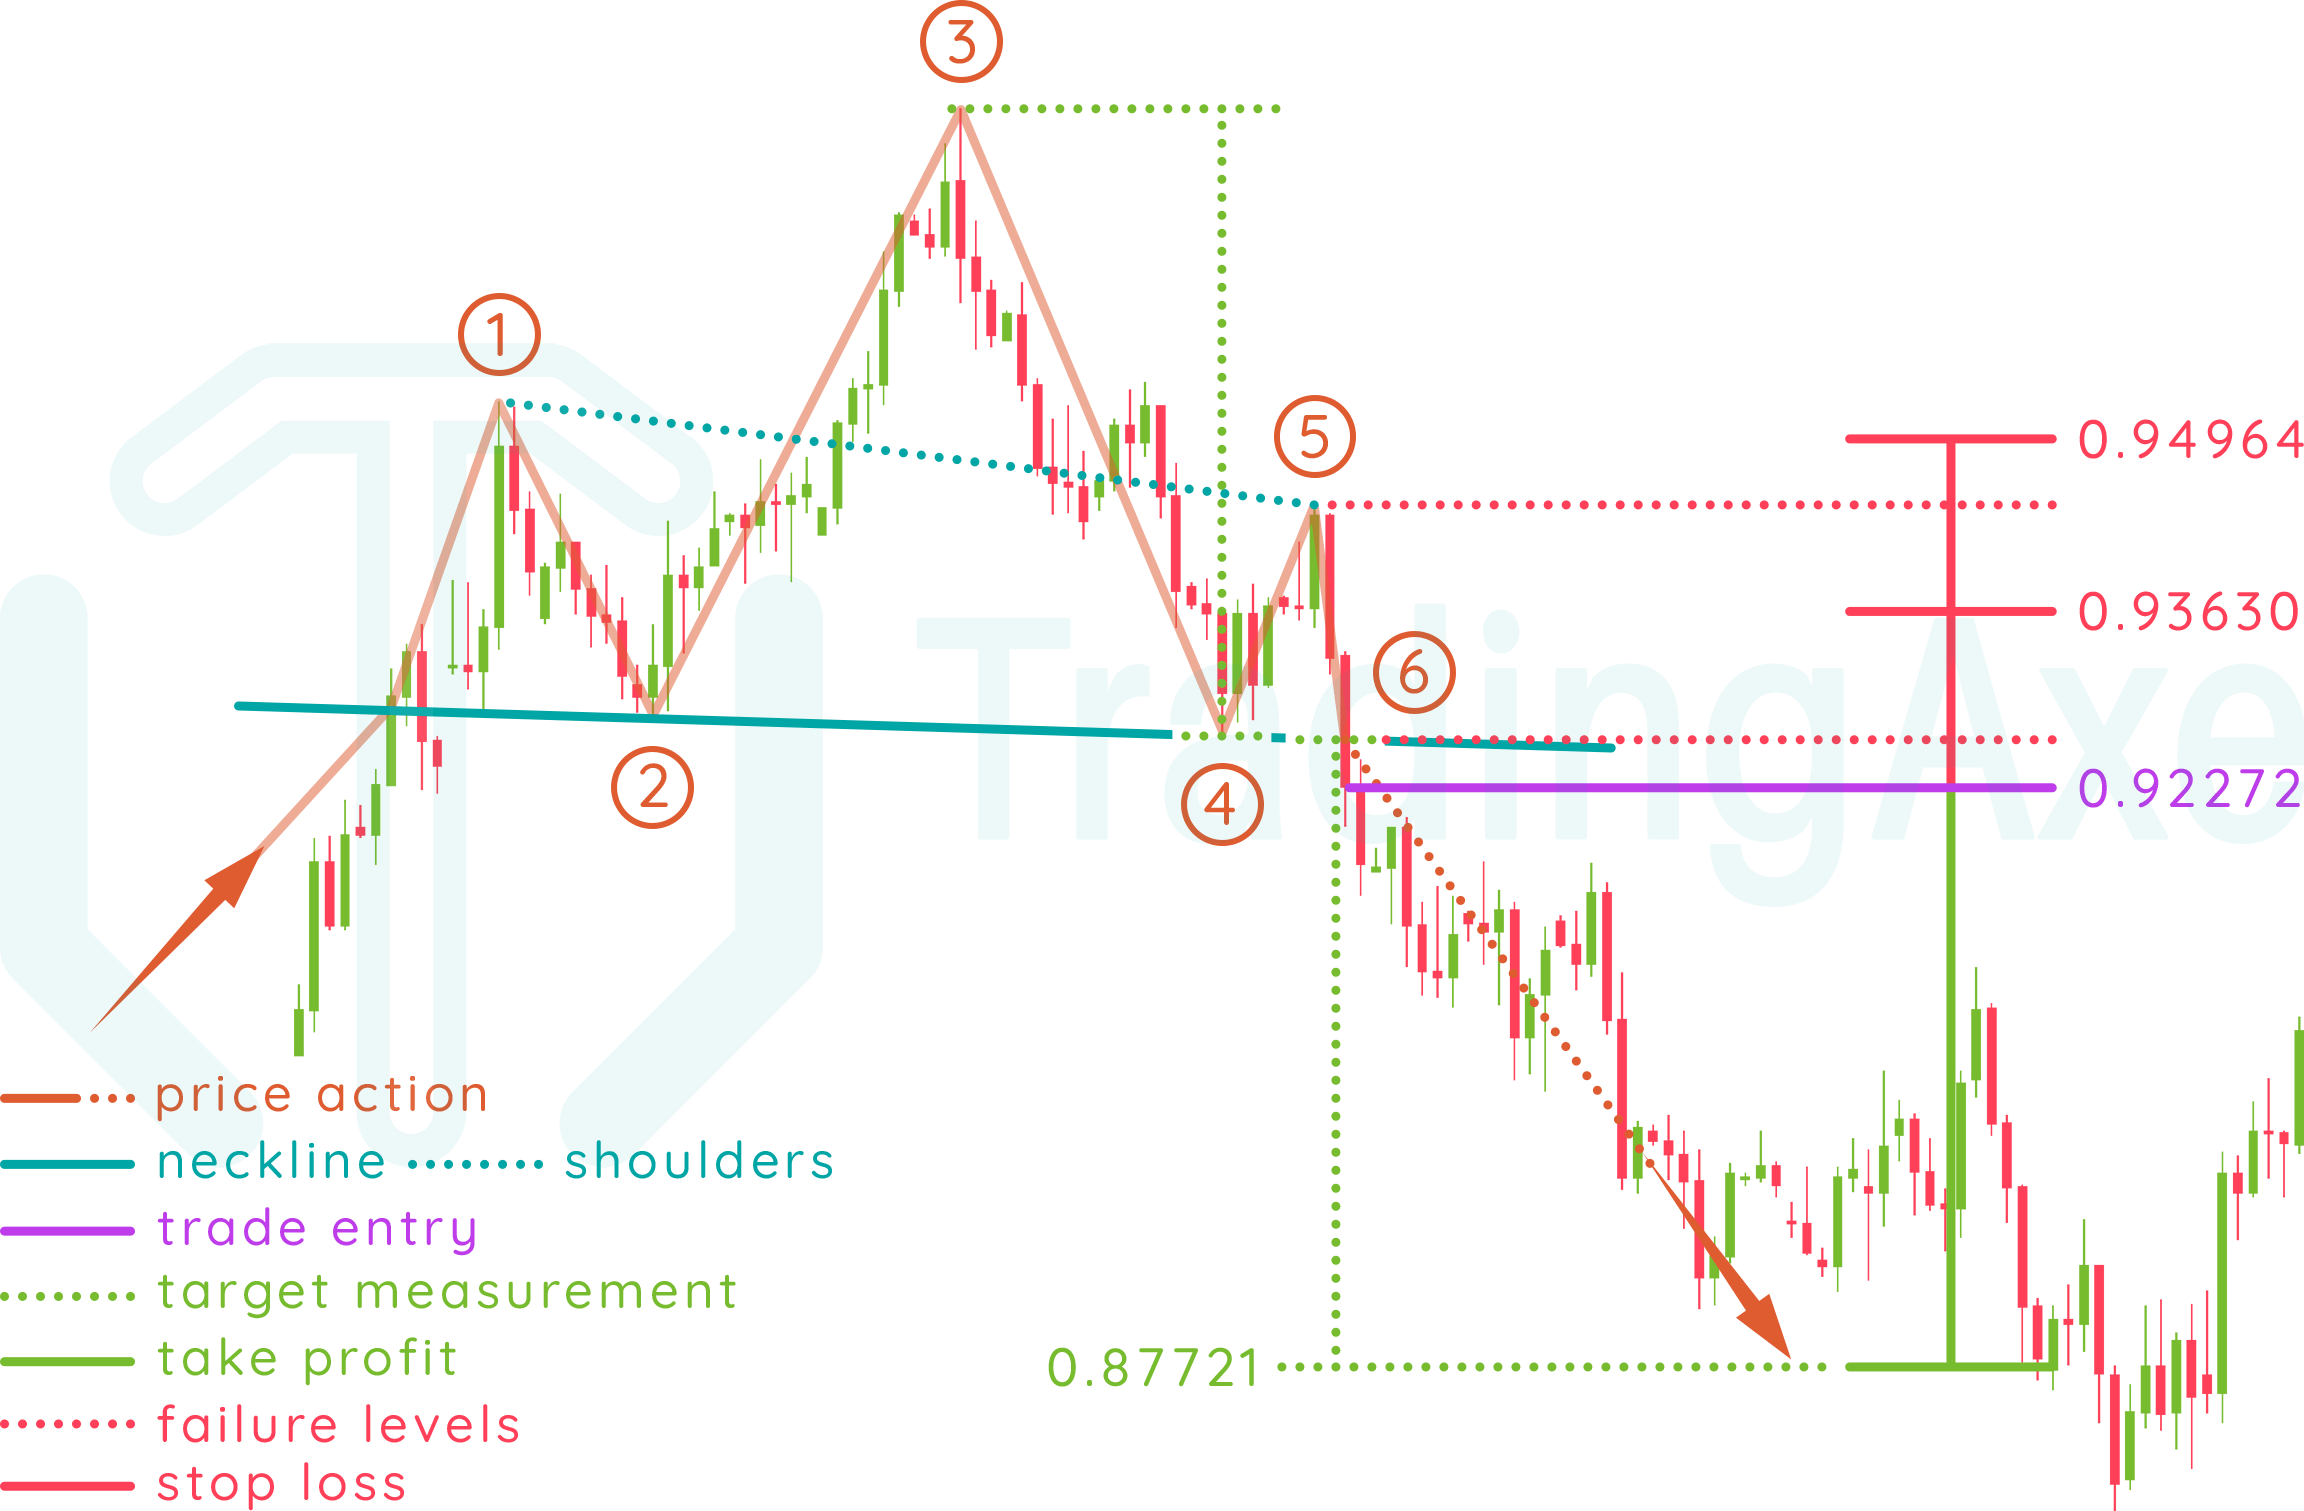 3
1
5
0.94964
0.93630
6
TradingAxe
2
4
0.92272
price action
neckline shoulders
trade entry
target measurement
take profit
0.87721
failure levels
stop loss